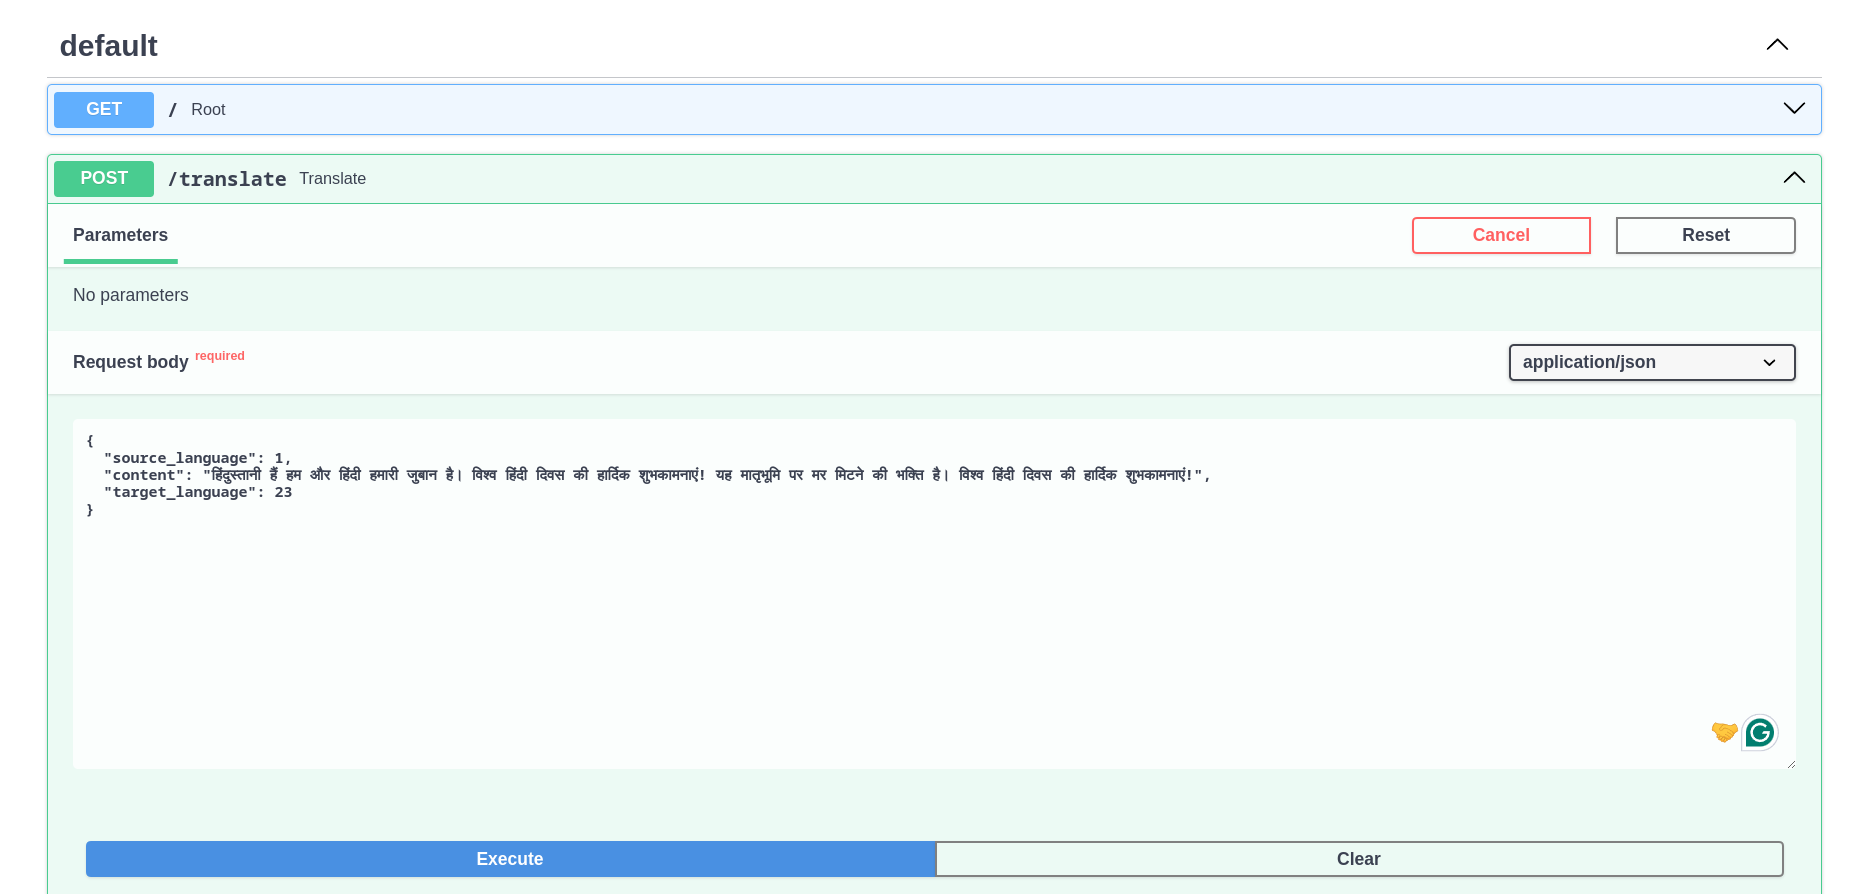 default
GET / Root
POST /translate Translate
Parameters
Cancel
Reset
No parameters
Request body required
application/json
{
  "source_language": 1,
  "content": "हिंदुस्तानी हैं हम और हिंदी हमारी जुबान है। विश्व हिंदी दिवस की हार्दिक शुभकामनाएं! यह मातृभूमि पर मर मिटने की भक्ति है। विश्व हिंदी दिवस की हार्दिक शुभकामनाएं!",
  "target_language": 23
}
Execute
Clear